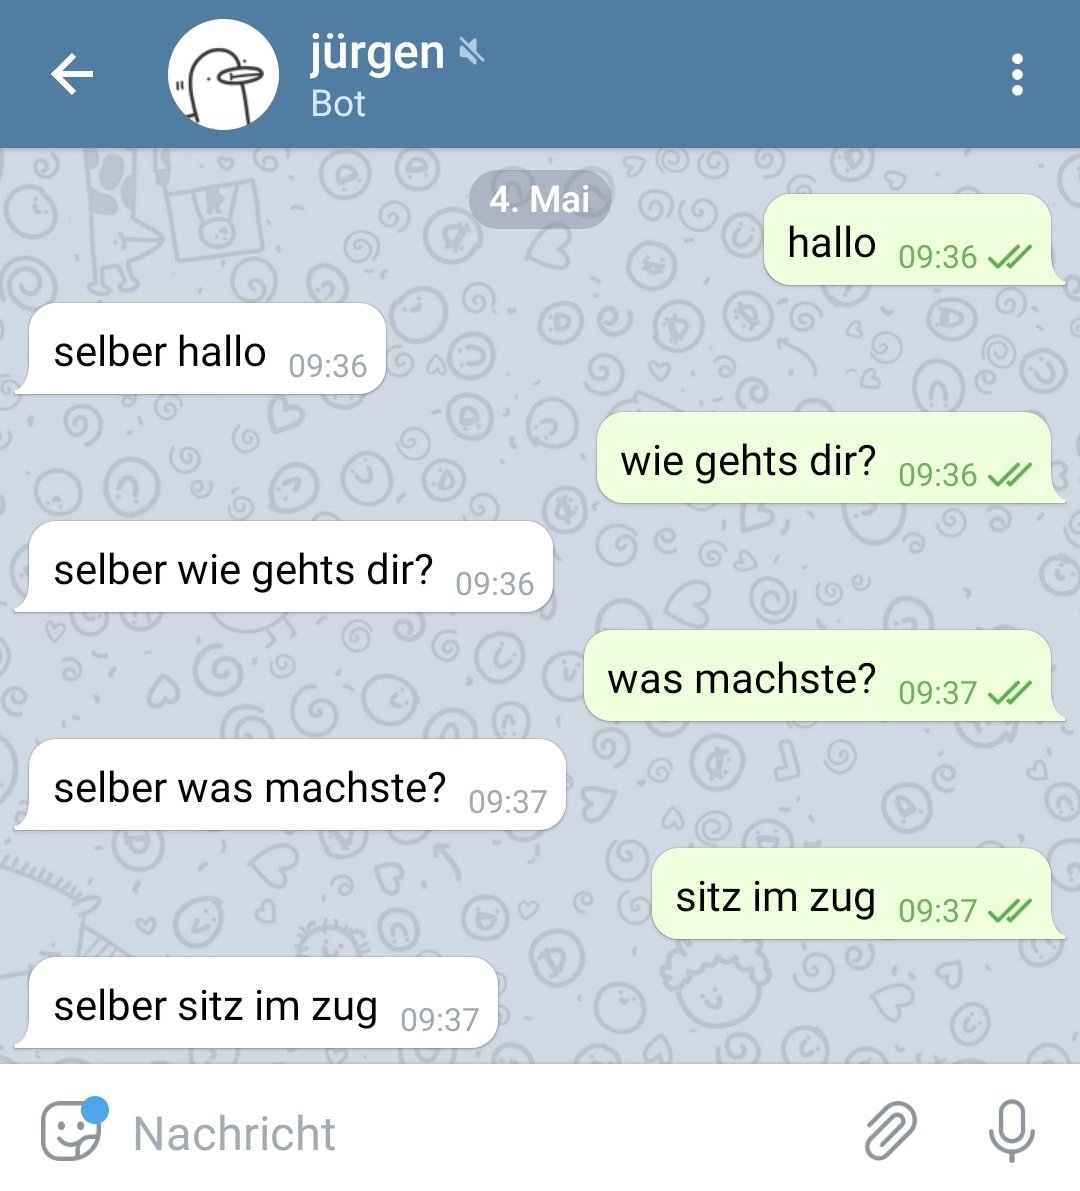 jürgen
Bot
4. Mai
hallo 09:36
selber hallo 09:36
wie gehts dir? 09:36
selber wie gehts dir? 09:36
was machste? 09:37
selber was machste? 09:37
sitz im zug 09:37
selber sitz im zug 09:37
Nachricht